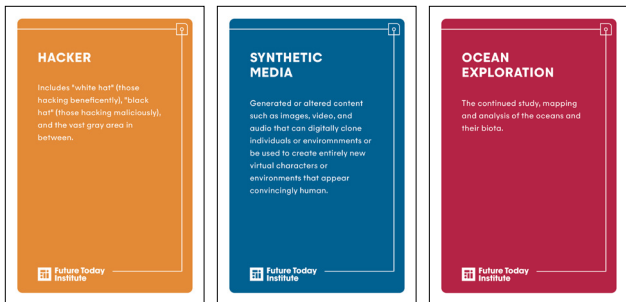 HACKER
Includes "white hat" (those
hacking beneficently), "black
hat" (those hacking maliciously),
and the vast gray area in
between.
Future Today
Institute
SYNTHETIC
MEDIA
Generated or altered content
such as images, video, and
audio that can digitally clone
individuals or enviromnments or
be used to create entirely new
virtual characters or
environments that appear
convincingly human.
Future Today
Institute
OCEAN
EXPLORATION
The continued study, mapping
and analysis of the oceans and
their biota.
Future Today
Institute